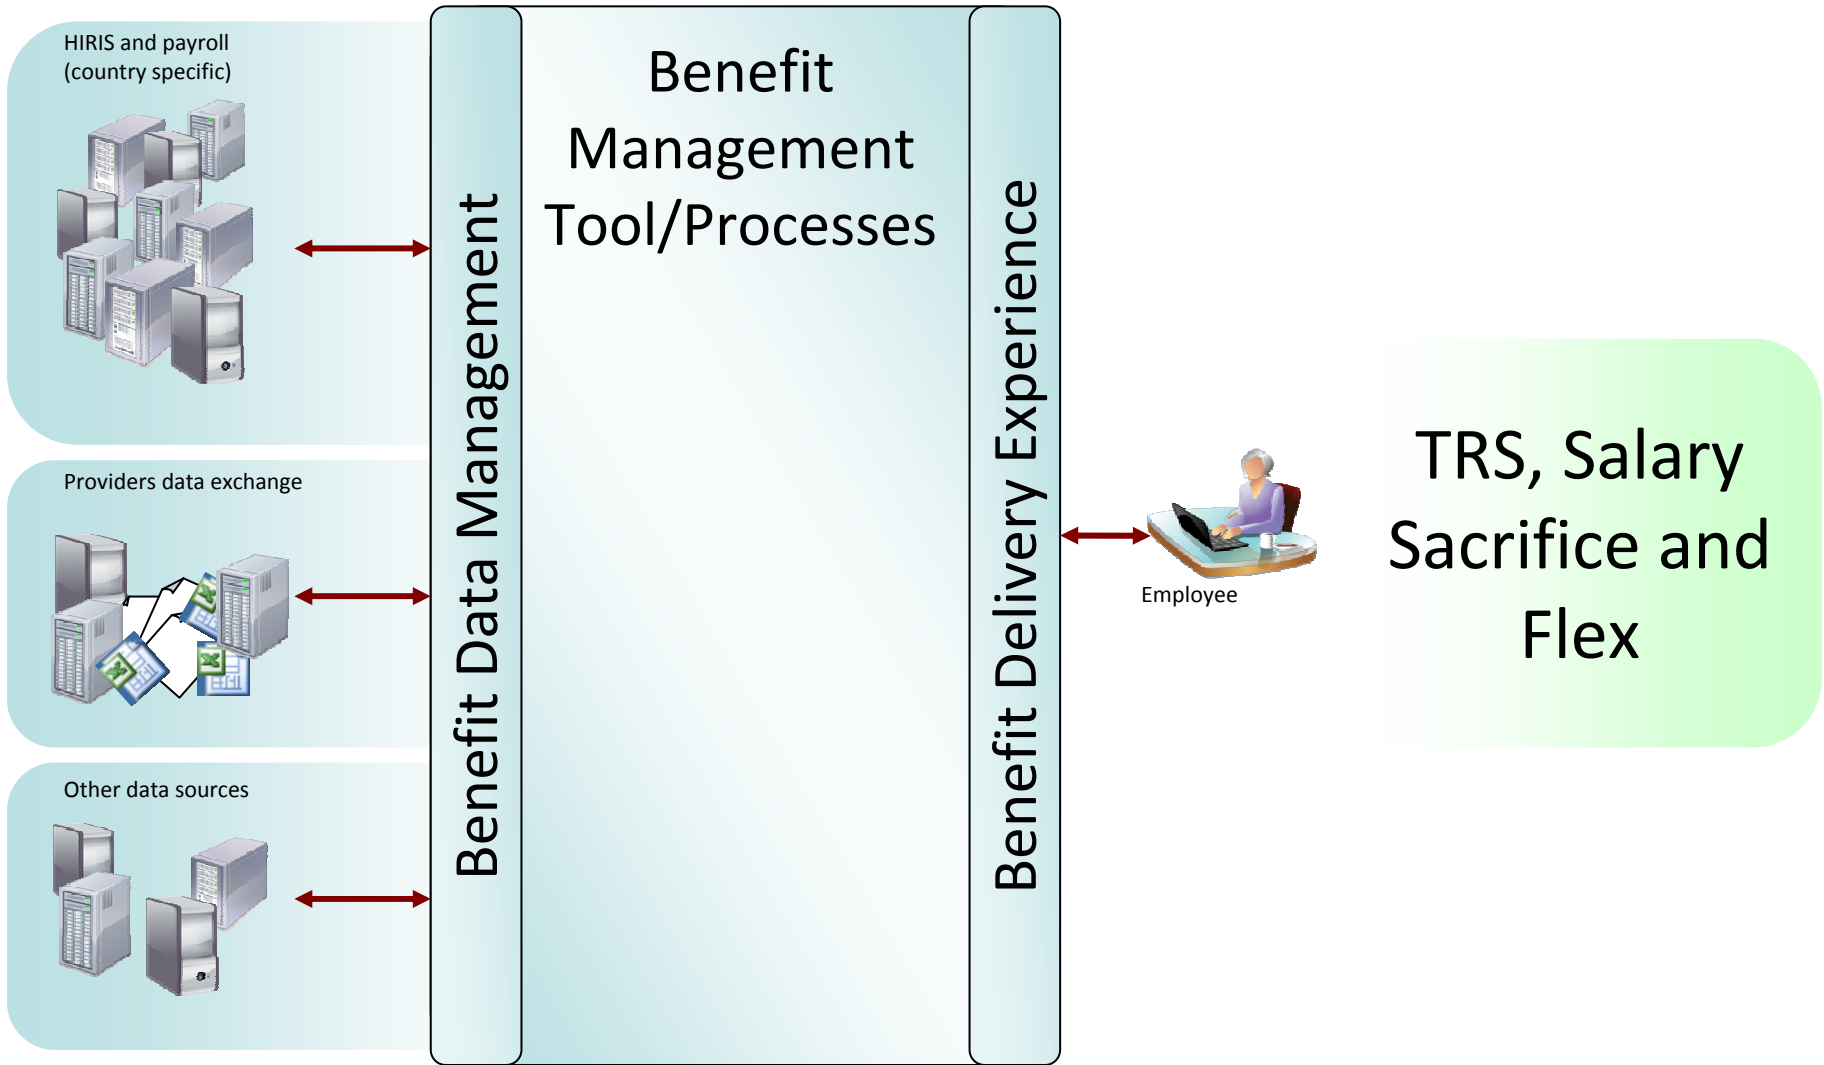 HIRIS and payroll
(country specific)
Providers data exchange
Other data sources
Benefit Data Management
Benefit
Management
Tool/Processes
Benefit Delivery Experience
Employee
TRS, Salary
Sacrifice and
Flex